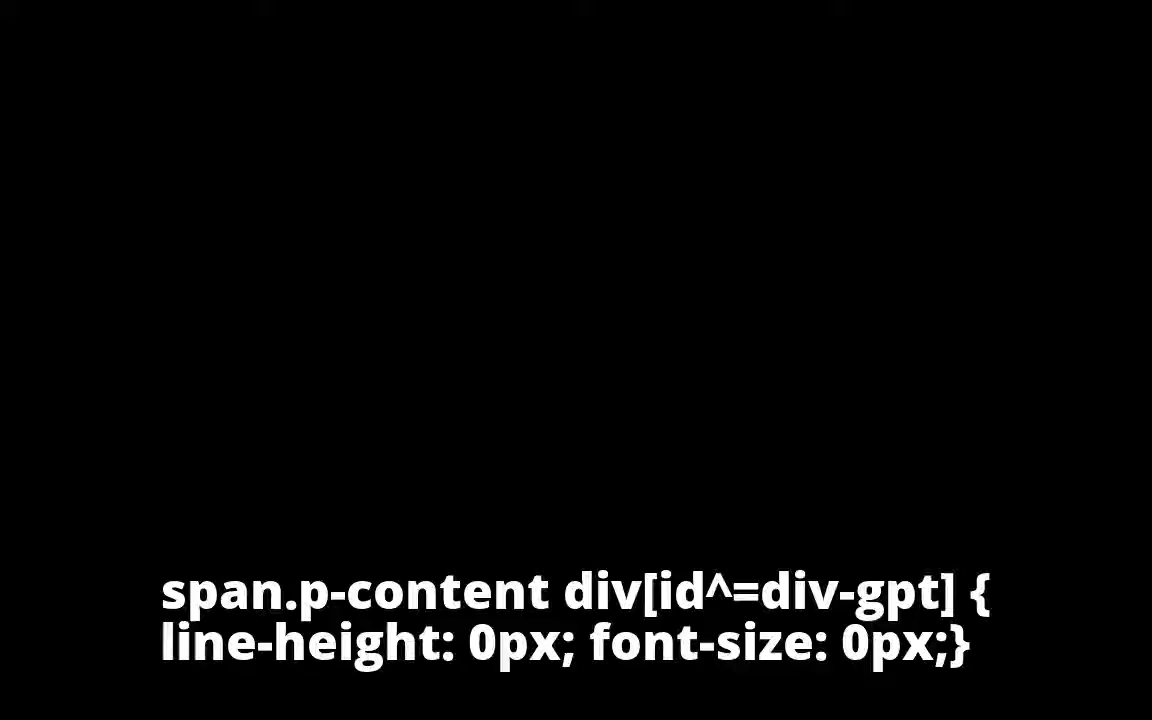 span.p-content div[id^=div-gpt] {
line-height: 0px; font-size: 0px;}